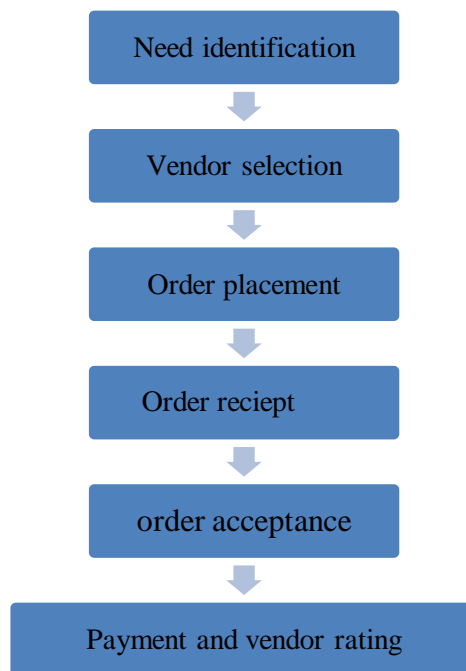 Need identification
Vendor selection
Order placement
Order reciept
order acceptance
Payment and vendor rating